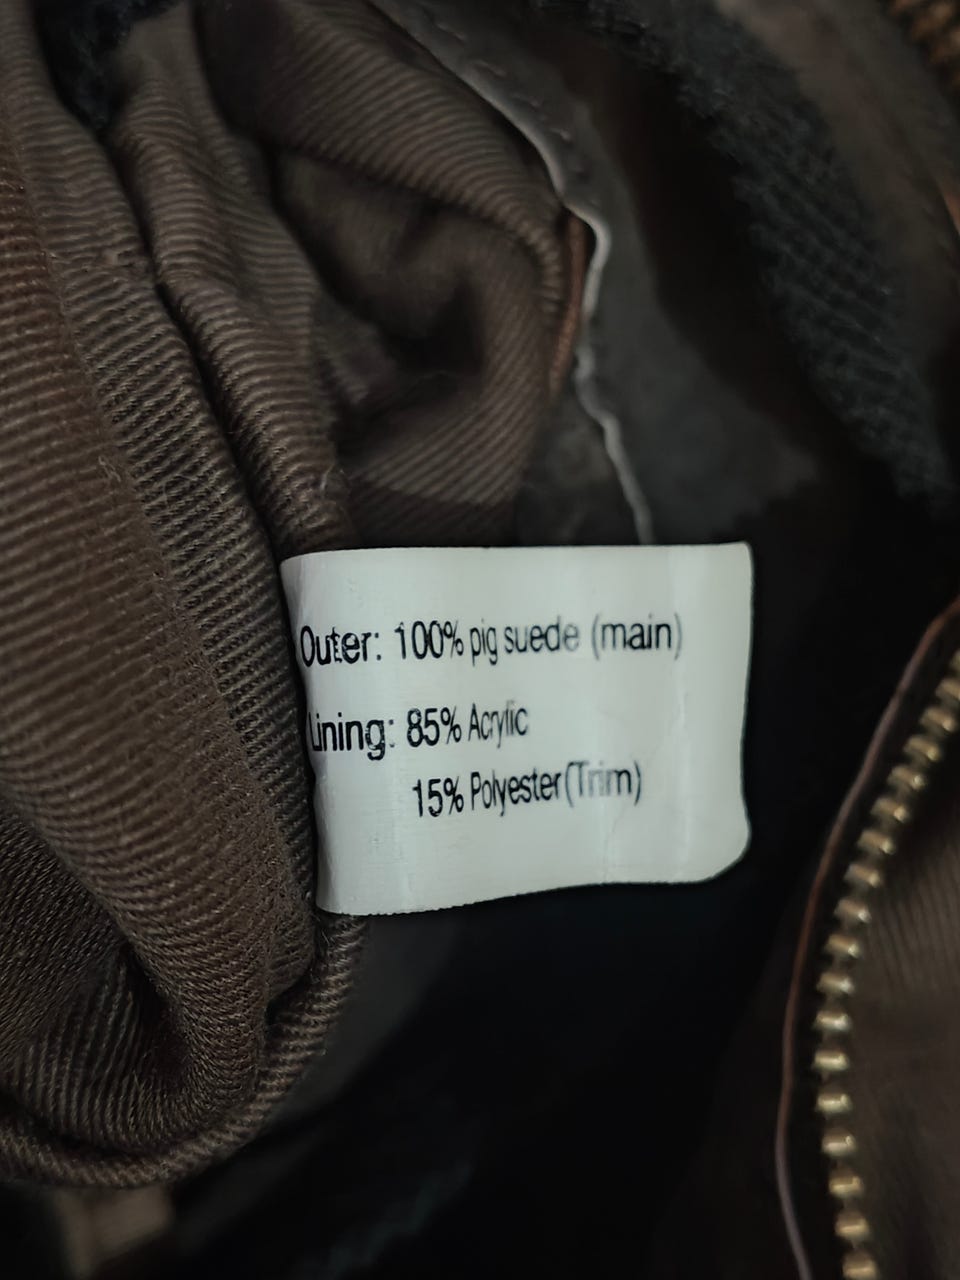 Outer: 100% pig suede (main)
Lining: 85% Acrylic
15% Polyester(Trim)